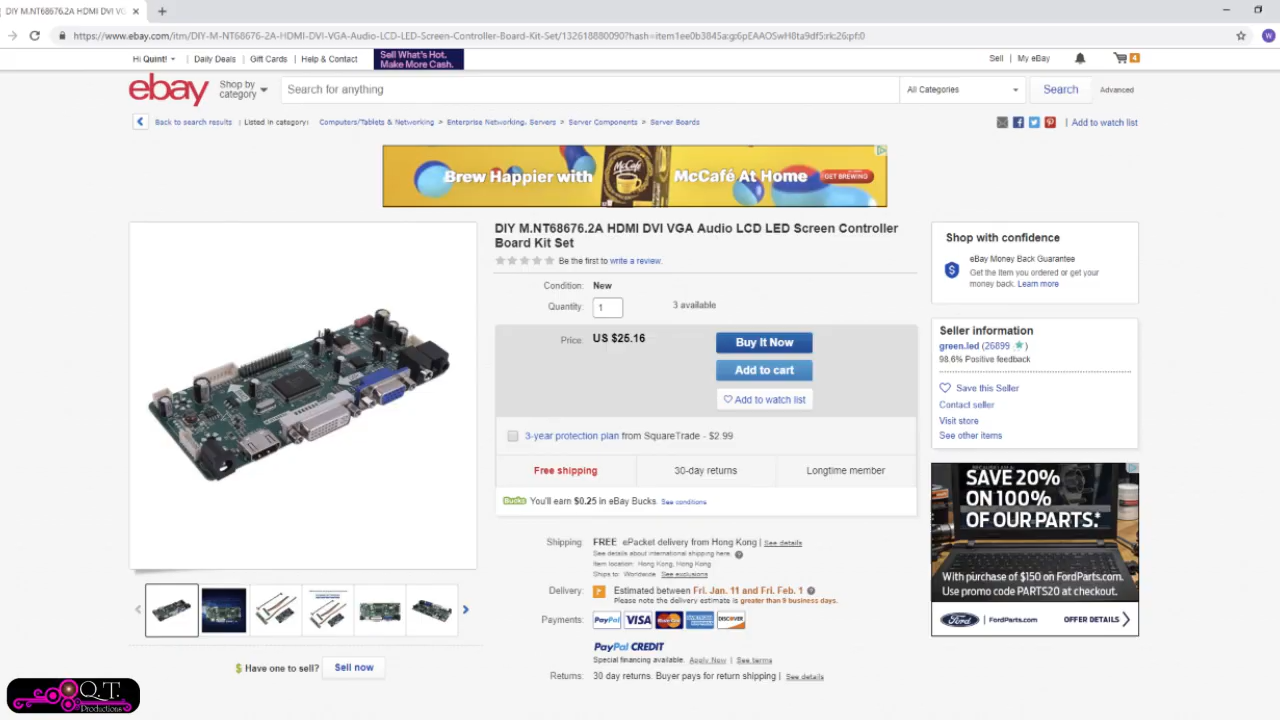 DIY M.NT68676.2A HDMI DVI VG
https://www.ebay.com/itm/DIY-M-NT68676-2A-HDMI-DVI-VGA-Audio-LCD-LED-Screen-Controller-Board-Kit-Set/132618880090?hash=item1ee0b3845a:g:6pEAAOSwH8ta9df5:rk:26:pf:0
W
Hi Quint!
Daily Deals
Gift Cards
Help & Contact
Sell What's Hot.
Make More Cash.
Sell
My eBay
4
ebay
Shop by
category
Search for anything
All Categories
Search
Advanced
Back to search results
Listed in category:
Computers/Tablets & Networking > Enterprise Networking, Servers > Server Components > Server Boards
Add to watch list
Brew Happier with
McCafé
McCafé At Home
GET BREWING
DIY M.NT68676.2A HDMI DVI VGA Audio LCD LED Screen Controller
Board Kit Set
Be the first to write a review.
Condition: New
Quantity: 1
3 available
Price: US $25.16
Buy It Now
Add to cart
Add to watch list
3-year protection plan from SquareTrade - $2.99
Free shipping
30-day returns
Longtime member
Bucks You'll earn $0.25 in eBay Bucks. See conditions
Shipping: FREE ePacket delivery from Hong Kong | See details
See details about international shipping here. ?
Item location: Hong Kong, Hong Kong
Ships to: Worldwide See exclusions
Delivery: Estimated between Fri. Jan. 11 and Fri. Feb. 1 ?
Please note the delivery estimate is greater than 9 business days.
Payments: PayPal VISA MasterCard DISCOVER
PayPal CREDIT
Special financing available. Apply Now | See terms
Returns: 30 day returns. Buyer pays for return shipping | See details
Shop with confidence
eBay Money Back Guarantee
Get the item you ordered or get your
money back. Learn more
Seller information
green.led (26899 )
98.6% Positive feedback
Save this Seller
Contact seller
Visit store
See other items
SAVE 20%
ON 100%
OF OUR PARTS.*
With purchase of $150 on FordParts.com.
Use promo code PARTS20 at checkout.
Ford
FordParts.com
OFFER DETAILS
$ Have one to sell?
Sell now
Q.T.
Productions